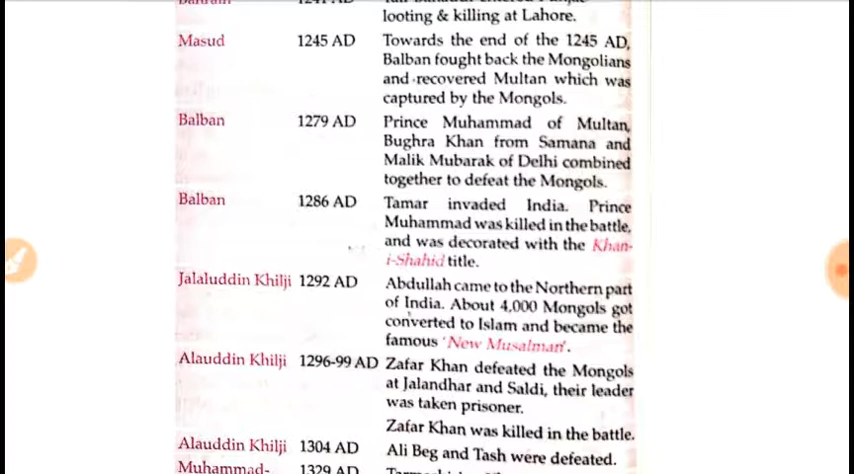 looting & killing at Lahore.
Masud 1245 AD Towards the end of the 1245 AD,
Balban fought back the Mongolians
and recovered Multan which was
captured by the Mongols.
Balban 1279 AD Prince Muhammad of Multan,
Bughra Khan from Samana and
Malik Mubarak of Delhi combined
together to defeat the Mongols.
Balban 1286 AD Tamar invaded India. Prince
Muhammad was killed in the battle,
and was decorated with the Khan-
i-Shahid title.
Jalaluddin Khilji 1292 AD Abdullah came to the Northern part
of India. About 4,000 Mongols got
converted to Islam and became the
famous 'New Musalman'.
Alauddin Khilji 1296-99 AD Zafar Khan defeated the Mongols
at Jalandhar and Saldi, their leader
was taken prisoner.
Zafar Khan was killed in the battle.
Alauddin Khilji 1304 AD Ali Beg and Tash were defeated.
Muhammad- 1329 AD